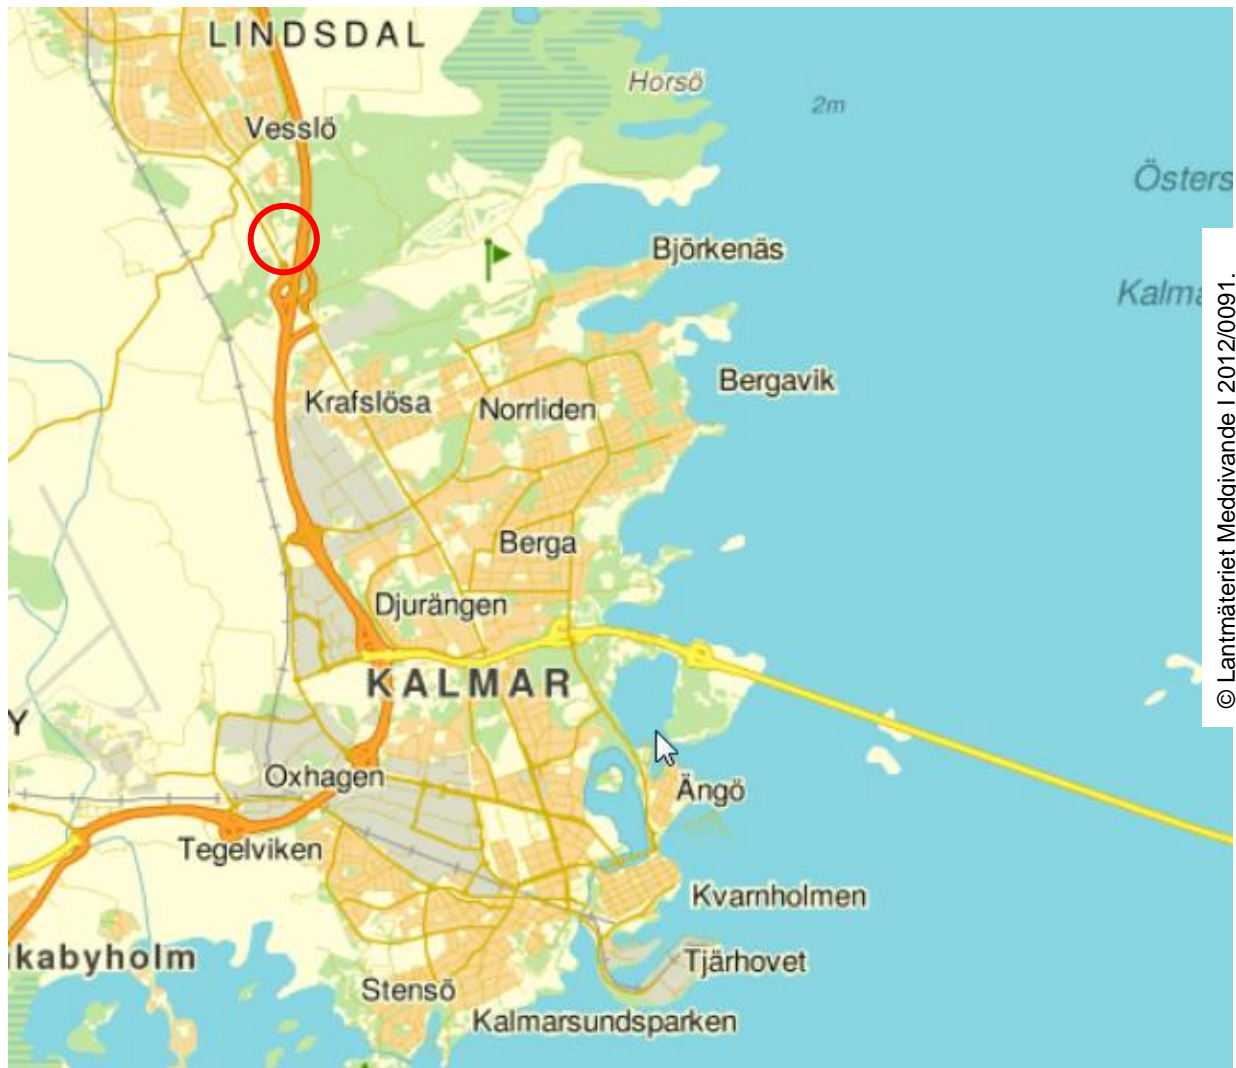 LINDSDAL
Horsö
2m
Vesslö
Östers
Björkenäs
Kalma
© Lantmäteriet Medgivande I 2012/0091.
Bergavik
Krafslösa
Norrliden
Berga
Djurängen
KALMAR
Y
Oxhagen
Ängö
Tegelviken
Kvarnholmen
kabyholm
Tjärhovet
Stensö
Kalmarsundsparken